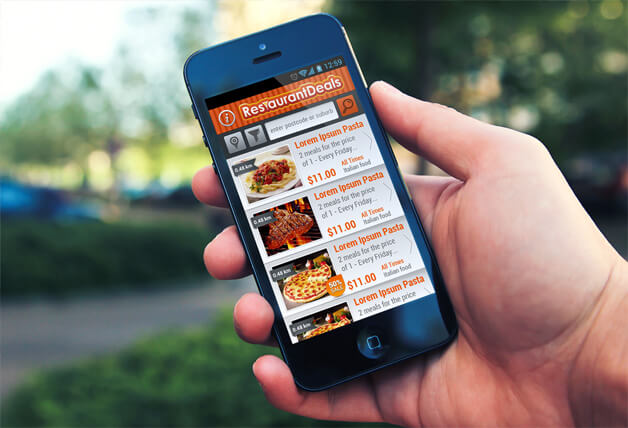 12:59
RestaurantDeals
enter postcode or suburb
Lorem Ipsum Pasta
2 meals for the price
of 1 - Every Friday...
0.48 km
$11.00
All Times
Italian food
Lorem Ipsum Pasta
2 meals for the price
of 1 - Every Friday...
0.48 km
$11.00
All Times
Italian food
Lorem Ipsum Pasta
2 meals for the price
of 1 - Every Friday...
0.48 km
50%
$11.00
All Times
Italian food
Lorem Ipsum Pasta
2 meals for the price
0.48 km